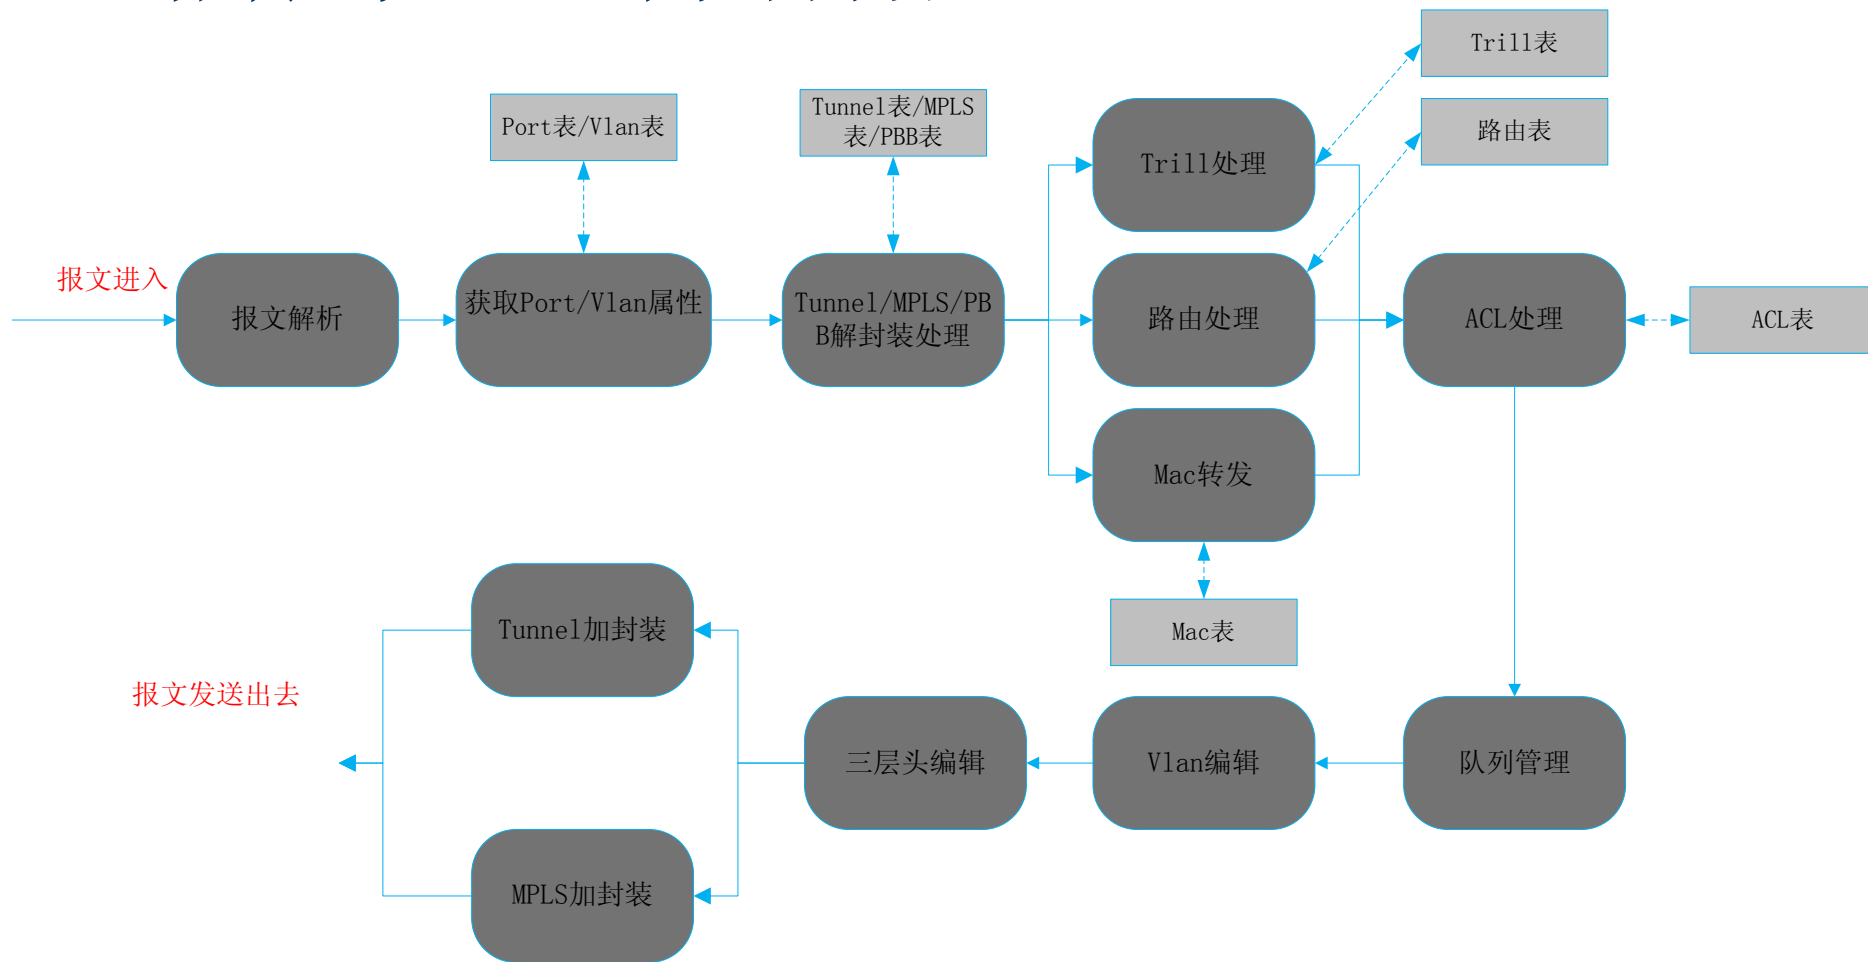 Trill表
Port表/Vlan表
Tunnel表/MPLS
表/PBB表
路由表
Trill处理
报文进入
报文解析
获取Port/Vlan属性
Tunnel/MPLS/PB
B解封装处理
路由处理
ACL处理
ACL表
Mac转发
Mac表
Tunnel加封装
报文发送出去
三层头编辑
Vlan编辑
队列管理
MPLS加封装